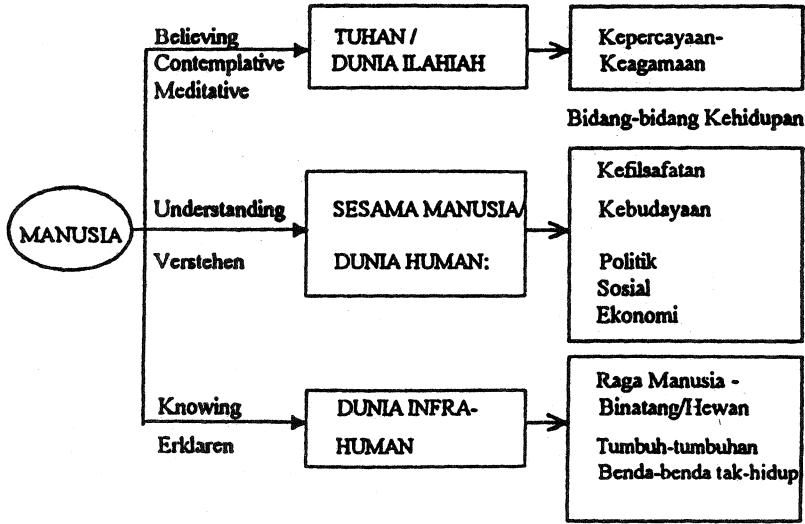 Believing
Contemplative
Meditative
TUHAN /
DUNIA ILAHIAH
Kepercayaan-
Keagamaan
Bidang-bidang Kehidupan
MANUSIA
Understanding
Verstehen
SESAMA MANUSIA/
DUNIA HUMAN:
Kefilsafatan
Kebudayaan
Politik
Sosial
Ekonomi
Knowing
Erklaren
DUNIA INFRA-
HUMAN
Raga Manusia -
Binatang/Hewan
Tumbuh-tumbuhan
Benda-benda tak-hidup